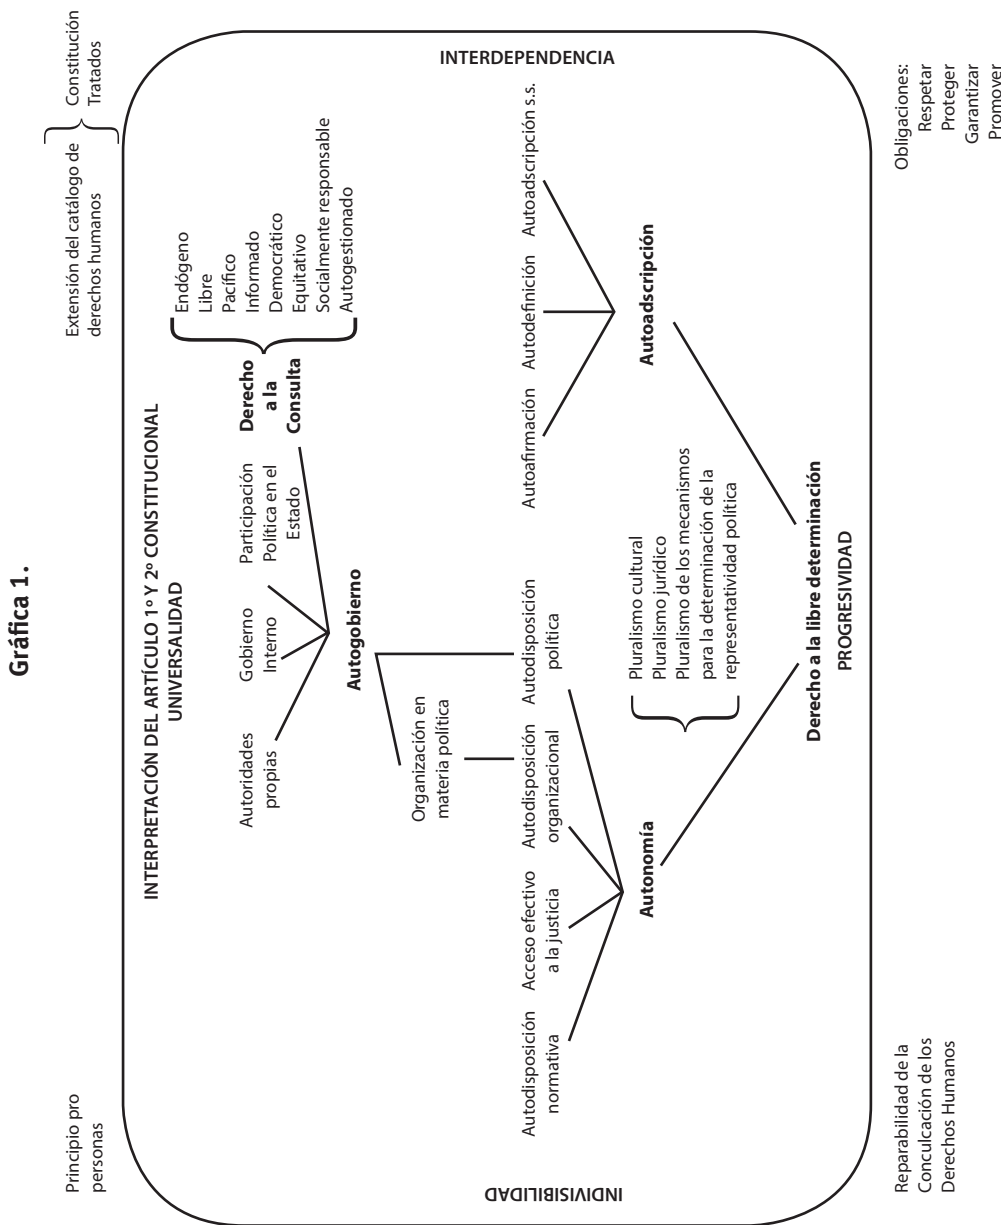 Gráfica 1.
Principio pro
personas
Extensión del catálogo de
derechos humanos
Constitución
Tratados
INTERPRETACIÓN DEL ARTÍCULO 1º Y 2º CONSTITUCIONAL
UNIVERSALIDAD
INDIVISIBILIDAD
INTERDEPENDENCIA
Autoridades
propias
Gobierno
Interno
Participación
Política en el
Estado
Derecho
a la
Consulta
Endógeno
Libre
Pacífico
Informado
Democrático
Equitativo
Socialmente responsable
Autogestionado
Autogobierno
Organización en
materia política
Autodisposición
normativa
Acceso efectivo
a la justicia
Autodisposición
organizacional
Autodisposición
política
Autoafirmación
Autodefinición
Autoadscripción s.s.
Autonomía
Pluralismo cultural
Pluralismo jurídico
Pluralismo de los mecanismos
para la determinación de la
representatividad política
Autoadscripción
Derecho a la libre determinación
PROGRESIVIDAD
Reparabilidad de la
Conculcación de los
Derechos Humanos
Obligaciones:
Respetar
Proteger
Garantizar
Promover